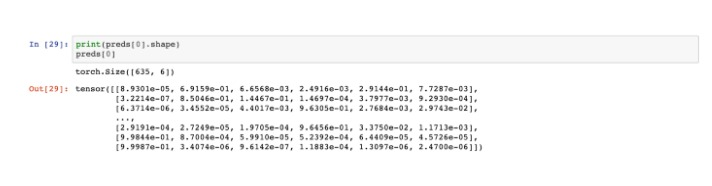 In [29]: print(preds[0].shape)
preds[0]
torch.Size([635, 6])
Out[29]: tensor([[8.9301e-05, 6.9159e-01, 6.6568e-03, 2.4916e-03, 2.9144e-01, 7.7287e-03],
[3.2214e-07, 8.5046e-01, 1.4467e-01, 1.4697e-04, 3.7977e-03, 9.2930e-04],
[6.3714e-06, 3.4552e-05, 4.4017e-03, 9.6305e-01, 2.7684e-03, 2.9743e-02],
...,
[2.9191e-04, 2.7249e-05, 1.9705e-04, 9.6456e-01, 3.3750e-02, 1.1713e-03],
[9.9844e-01, 8.7004e-04, 5.9910e-05, 5.2392e-04, 6.4409e-05, 4.5726e-05],
[9.9987e-01, 3.4074e-06, 9.6142e-07, 1.1883e-04, 1.3097e-06, 2.4700e-06]])